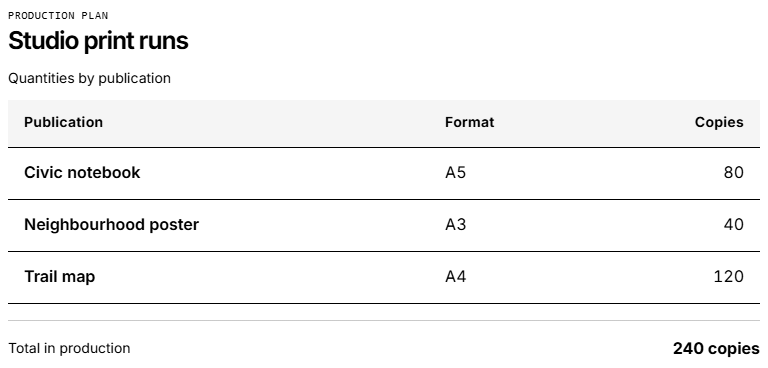 PRODUCTION PLAN
Studio print runs
Quantities by publication
Publication Format Copies
Civic notebook A5 80
Neighbourhood poster A3 40
Trail map A4 120
Total in production 240 copies